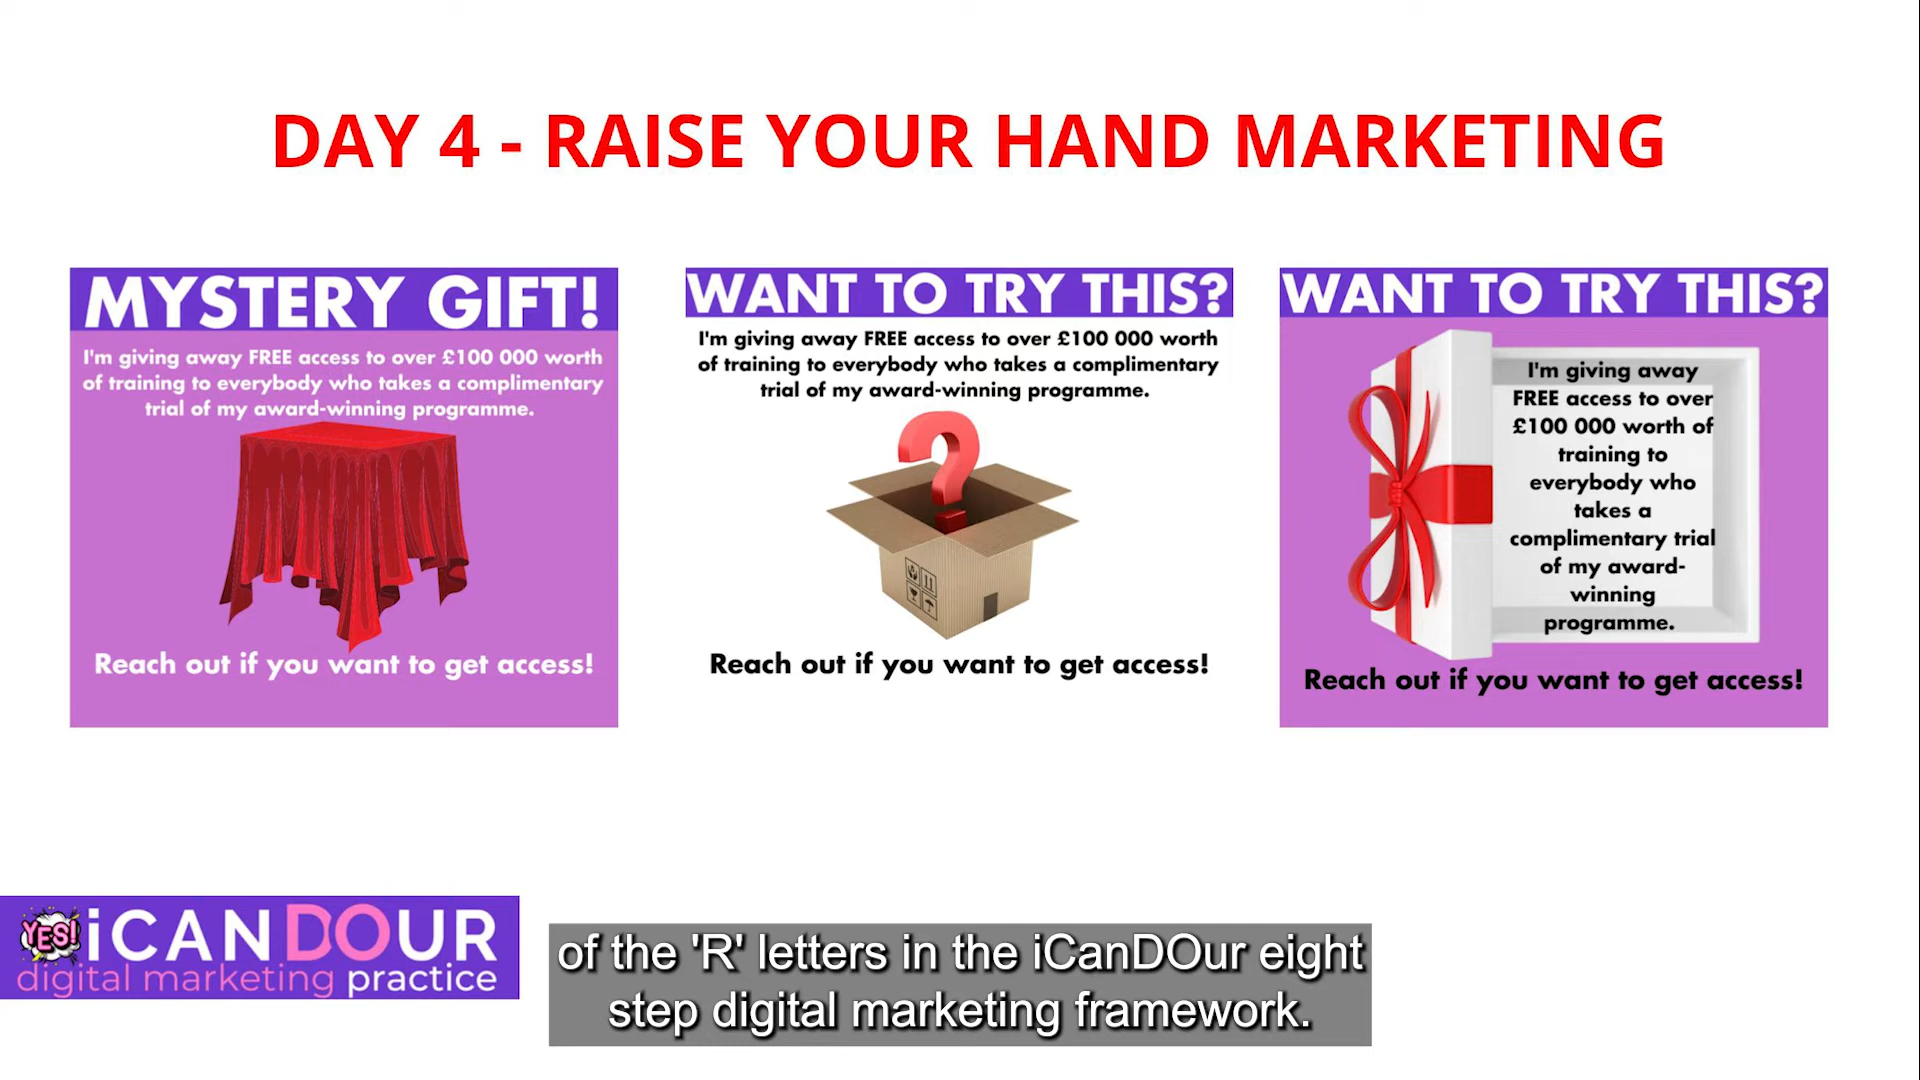 DAY 4 - RAISE YOUR HAND MARKETING
MYSTERY GIFT!
I'm giving away FREE access to over £100 000 worth
of training to everybody who takes a complimentary
trial of my award-winning programme.
Reach out if you want to get access!
WANT TO TRY THIS?
I'm giving away FREE access to over £100 000 worth
of training to everybody who takes a complimentary
trial of my award-winning programme.
Reach out if you want to get access!
WANT TO TRY THIS?
I'm giving away
FREE access to over
£100 000 worth of
training to
everybody who
takes a
complimentary trial
of my award-
winning
programme.
Reach out if you want to get access!
YES! iCANDOUR
digital marketing practice
of the 'R' letters in the iCanDOur eight
step digital marketing framework.